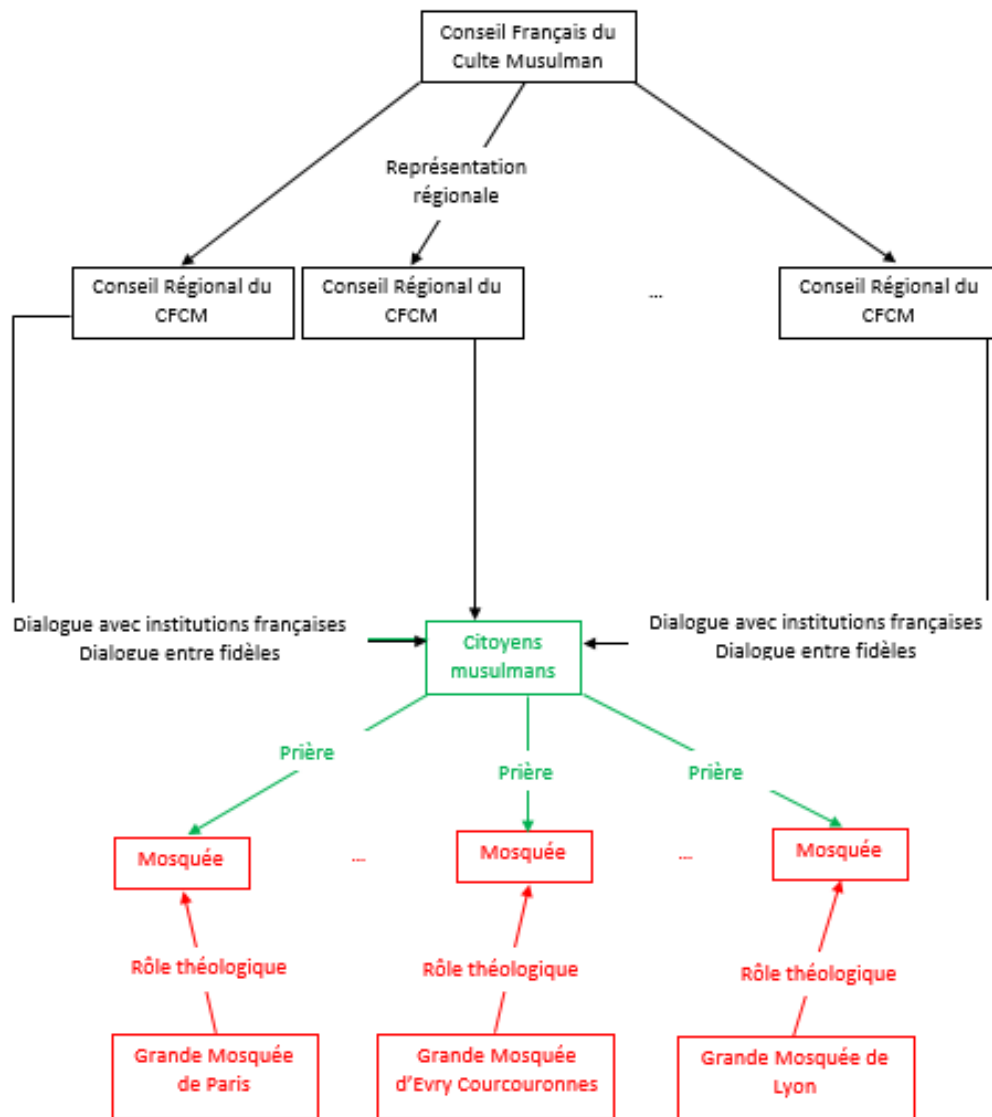 Conseil Français du
Culte Musulman
Représentation
régionale
Conseil Régional du
CFCM
Conseil Régional du
CFCM
...
Conseil Régional du
CFCM
Dialogue avec institutions françaises
Dialogue entre fidèles
Citoyens
musulmans
Dialogue avec institutions françaises
Dialogue entre fidèles
Prière
Prière
Prière
Mosquée
...
Mosquée
...
Mosquée
Rôle théologique
Rôle théologique
Rôle théologique
Grande Mosquée
de Paris
Grande Mosquée
d'Evry Courcouronnes
Grande Mosquée de
Lyon